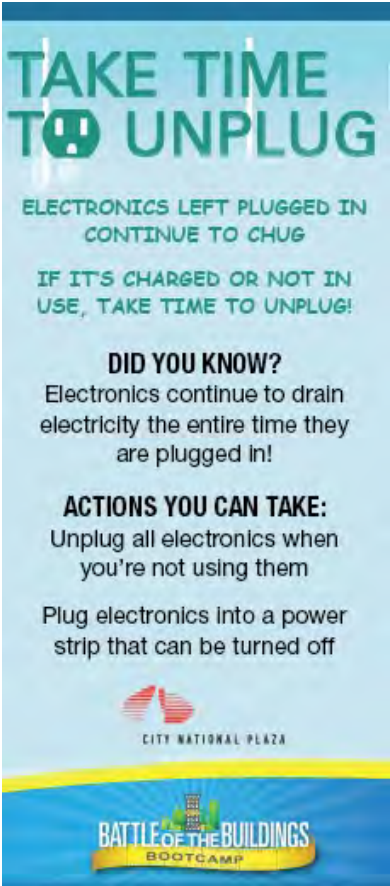 TAKE TIME
TO UNPLUG
ELECTRONICS LEFT PLUGGED IN
CONTINUE TO CHUG
IF IT'S CHARGED OR NOT IN
USE, TAKE TIME TO UNPLUG!
DID YOU KNOW?
Electronics continue to drain
electricity the entire time they
are plugged in!
ACTIONS YOU CAN TAKE:
Unplug all electronics when
you're not using them
Plug electronics into a power
strip that can be turned off
CITY NATIONAL PLAZA
BATTLE OF THE BUILDINGS
BOOTCAMP